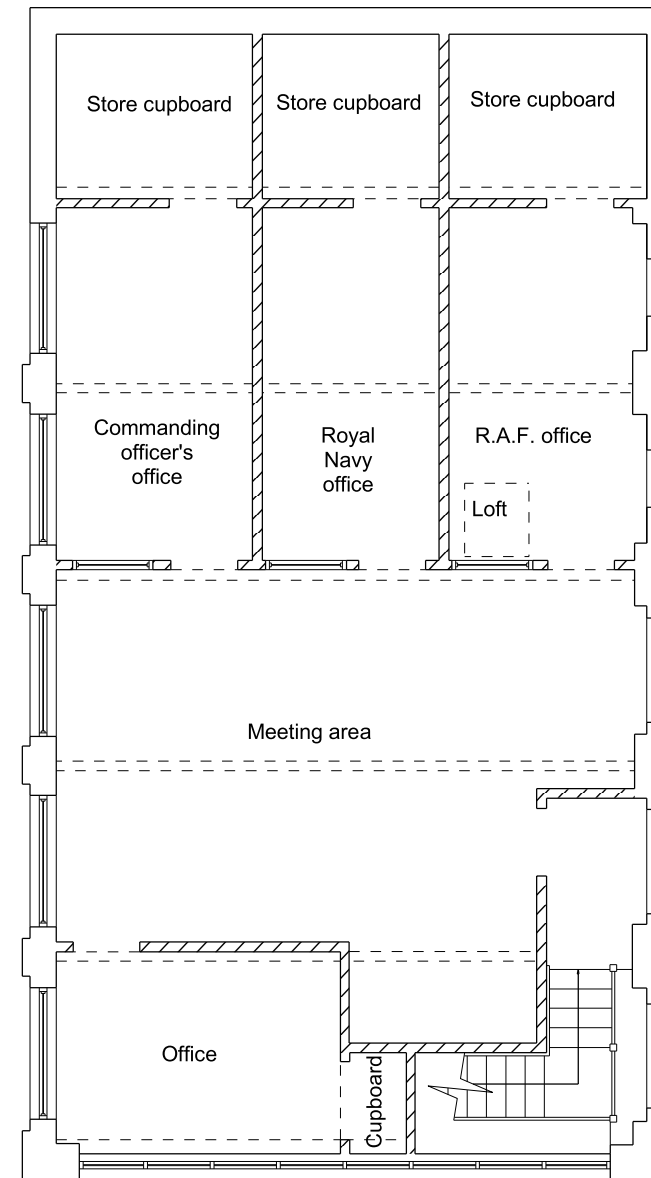 Store cupboard
Store cupboard
Store cupboard
Commanding
officer's
office
Royal
Navy
office
R.A.F. office
Loft
Meeting area
Office
Cupboard